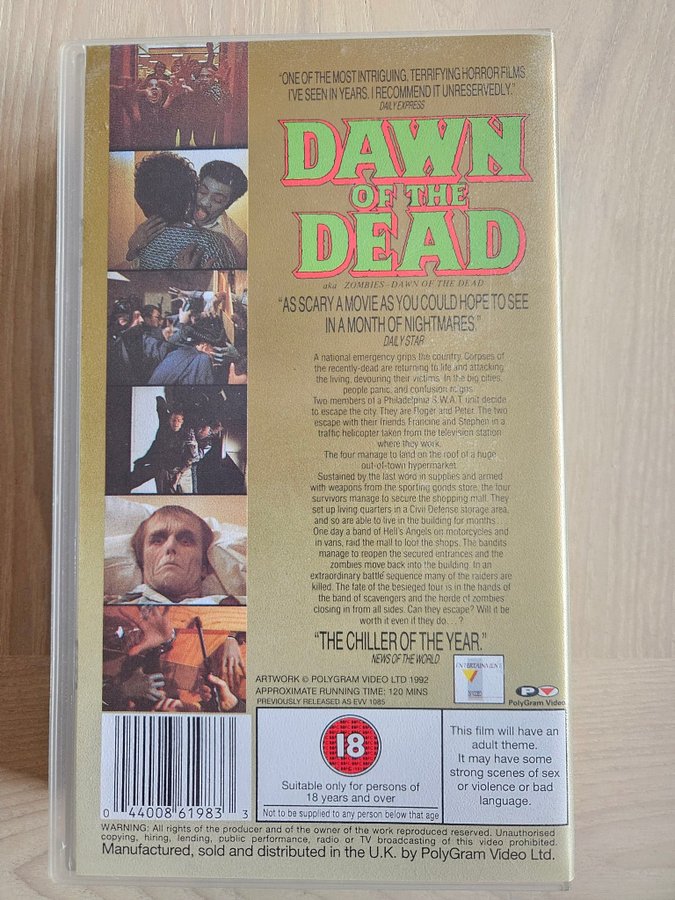 "ONE OF THE MOST INTRIGUING, TERRIFYING HORROR FILMS
I'VE SEEN IN YEARS. I RECOMMEND IT UNRESERVEDLY."
DAILY EXPRESS
DAWN
OF THE
DEAD
aka ZOMBIES-DAWN OF THE DEAD
"AS SCARY A MOVIE AS YOU COULD HOPE TO SEE
IN A MONTH OF NIGHTMARES."
DAILY STAR
A national emergency grips the country. Corpses of
the recently-dead are returning to life and attacking
the living, devouring their victims. In the big cities,
people panic, and confusion reigns.
Two members of a Philadelphia S.W.A.T. unit decide
to escape the city. They are Roger and Peter. The two
escape with their friends Francine and Stephen in a
traffic helicopter taken from the television station
where they work.
The four manage to land on the roof of a huge
out-of-town hypermarket.
Sustained by the last word in supplies and armed
with weapons from the sporting goods store, the four
survivors manage to secure the shopping mall. They
set up living quarters in a Civil Defense storage area,
and so are able to live in the building for months...
One day a band of Hell's Angels on motorcycles and
in vans, raid the mall to loot the shops. The bandits
manage to reopen the secured entrances and the
zombies move back into the building. In an
extraordinary battle sequence many of the raiders are
killed. The fate of the besieged four is in the hands of
the band of scavengers and the horde of zombies
closing in from all sides. Can they escape? Will it be
worth it even if they do...?
"THE CHILLER OF THE YEAR."
NEWS OF THE WORLD
ARTWORK © POLYGRAM VIDEO LTD 1992
APPROXIMATE RUNNING TIME: 120 MINS
PREVIOUSLY RELEASED AS EVV 1985
ENTERTAINMENT
IN VIDEO
PolyGram Video
18
Suitable only for persons of
18 years and over
Not to be supplied to any person below that age
This film will have an
adult theme.
It may have some
strong scenes of sex
or violence or bad
language.
0 44008 61983 3
WARNING: All rights of the producer and of the owner of the work reproduced reserved. Unauthorised
copying, hiring, lending, public performance, radio or TV broadcasting of this video prohibited.
Manufactured, sold and distributed in the U.K. by PolyGram Video Ltd.